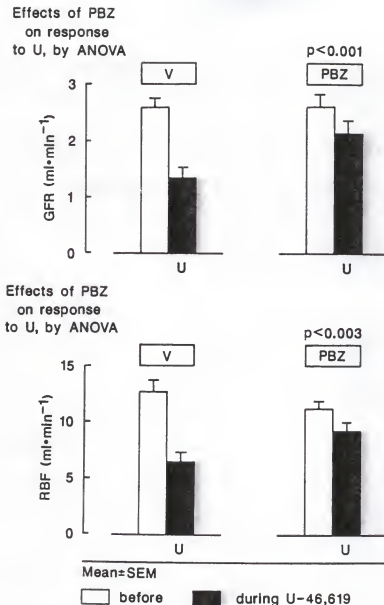 Effects of PBZ
on response
to U, by ANOVA
p<0.001
V
PBZ
3
2
1
0
GFR (ml•min⁻¹)
U
U
Effects of PBZ
on response
to U, by ANOVA
p<0.003
V
PBZ
15
10
5
0
RBF (ml•min⁻¹)
U
U
Mean±SEM
before
during U-46,619